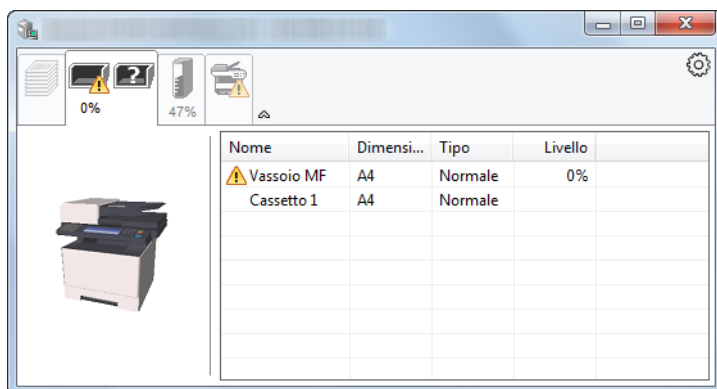 0%
47%
Nome Dimensi... Tipo Livello
Vassoio MF A4 Normale 0%
Cassetto 1 A4 Normale